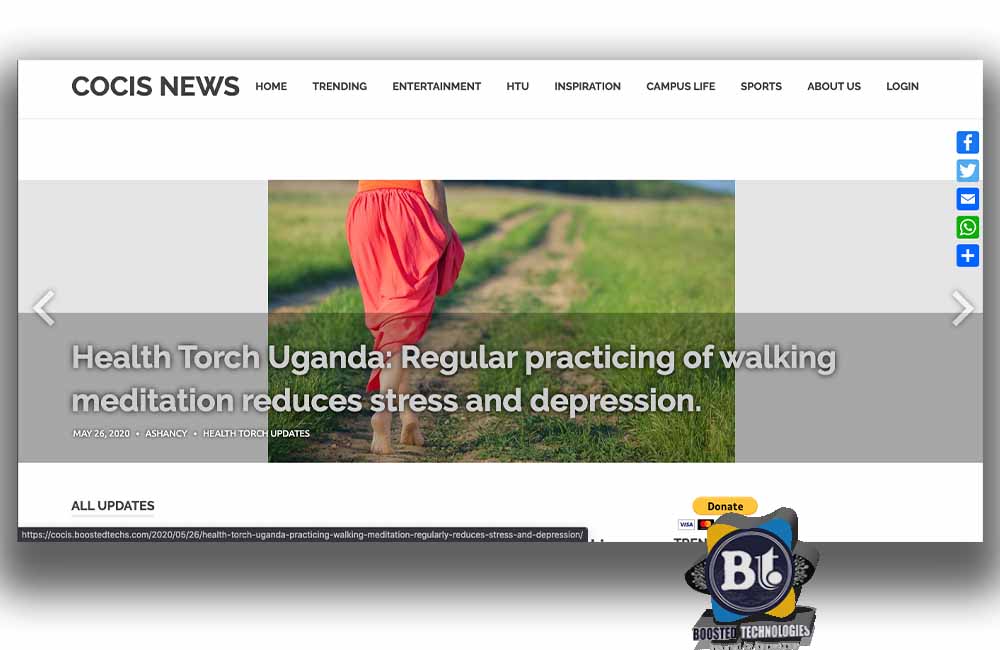 COCIS NEWS HOME TRENDING ENTERTAINMENT HTU INSPIRATION CAMPUS LIFE SPORTS ABOUT US LOGIN
Health Torch Uganda: Regular practicing of walking
meditation reduces stress and depression.
MAY 26, 2020 • ASHANCY • HEALTH TORCH UPDATES
ALL UPDATES
Donate
VISA
https://cocis.boostedtechs.com/2020/05/26/health-torch-uganda-practicing-walking-meditation-regularly-reduces-stress-and-depression/
Bt
BOOSTED TECHNOLOGIES